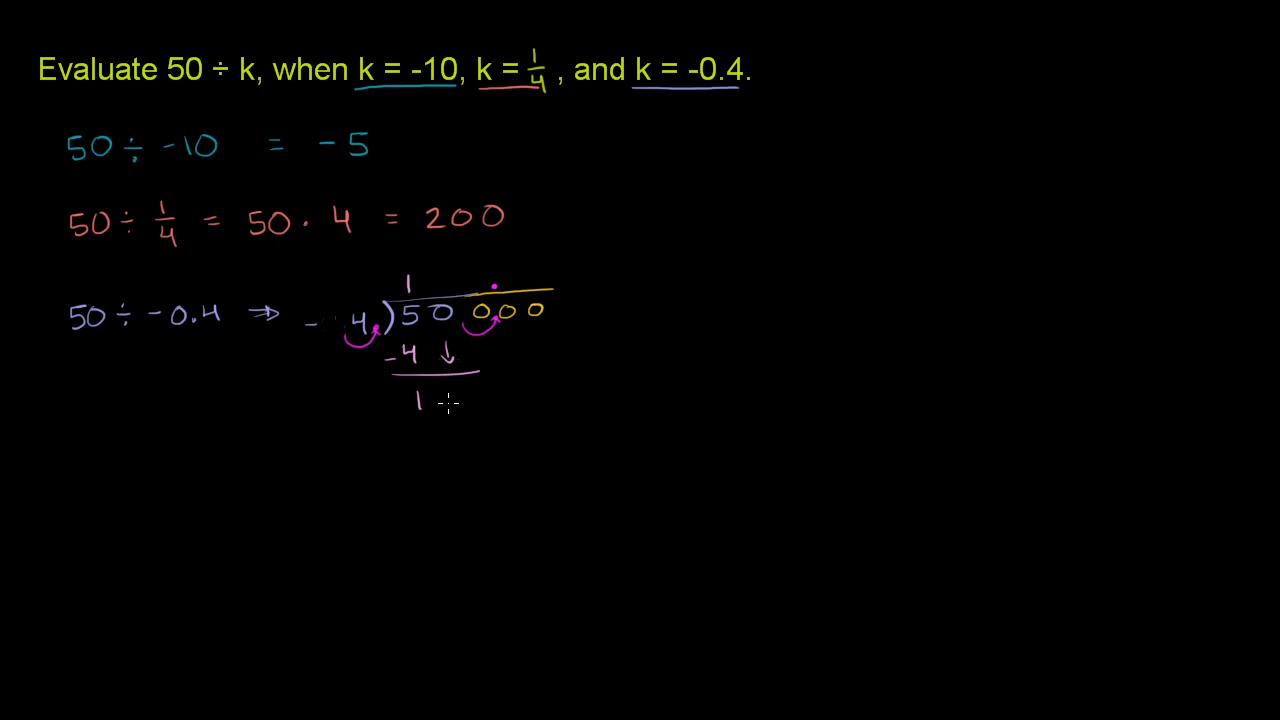 Evaluate 50 ÷ k, when k = -10, k = 1/4 , and k = -0.4.
50 ÷ -10 = -5
50 ÷ 1/4 = 50 · 4 = 200
1 .
50 ÷ -0.4 ⇒ - 4.)50 000
-4 ↓
1